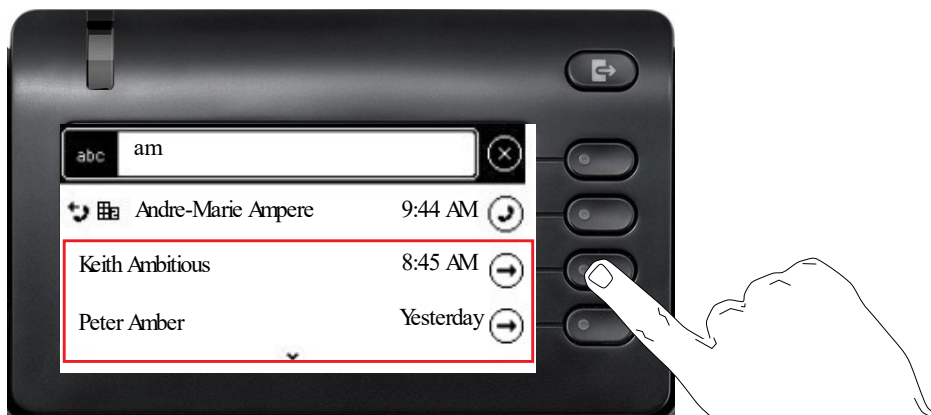 abc am
Andre-Marie Ampere 9:44 AM
Keith Ambitious 8:45 AM
Peter Amber Yesterday